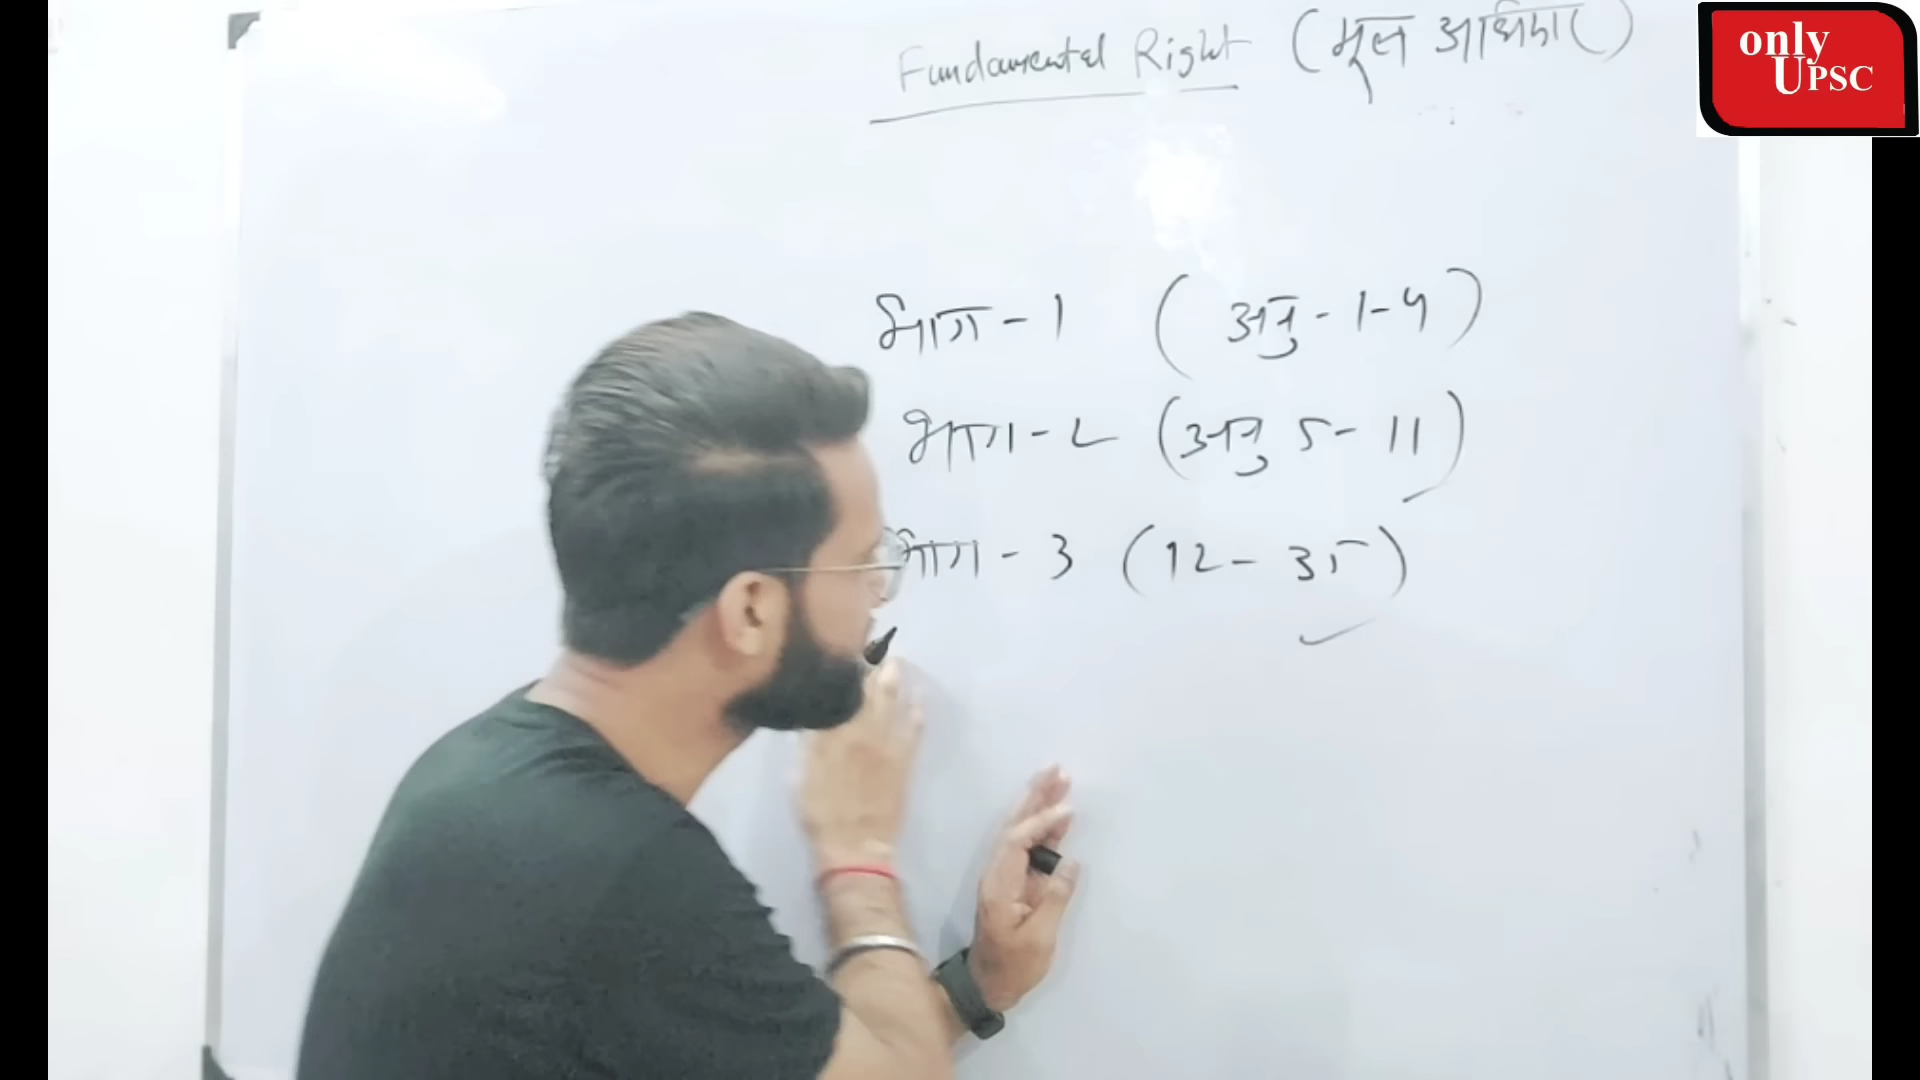 Fundamental Right (मूल अधिकार)
only
UPSC
भाग - 1 (अनु - 1-4)
भाग - 2 (अनु 5 - 11)
भाग - 3 (12 - 35)